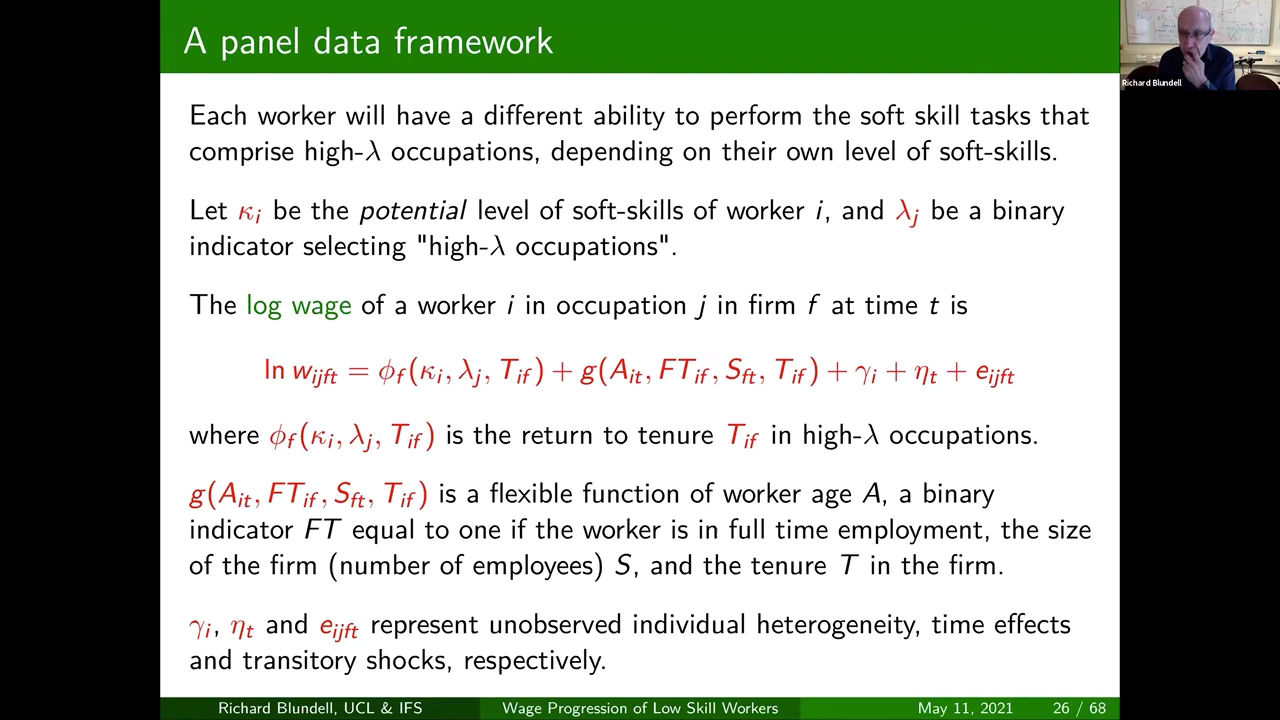 A panel data framework
Richard Blundell
Each worker will have a different ability to perform the soft skill tasks that
comprise high-λ occupations, depending on their own level of soft-skills.
Let κ_i be the potential level of soft-skills of worker i, and λ_j be a binary
indicator selecting "high-λ occupations".
The log wage of a worker i in occupation j in firm f at time t is
ln w_ijft = ϕ_f(κ_i, λ_j, T_if) + g(A_it, FT_if, S_ft, T_if) + γ_i + η_t + e_ijft
where ϕ_f(κ_i, λ_j, T_if) is the return to tenure T_if in high-λ occupations.
g(A_it, FT_if, S_ft, T_if) is a flexible function of worker age A, a binary
indicator FT equal to one if the worker is in full time employment, the size
of the firm (number of employees) S, and the tenure T in the firm.
γ_i, η_t and e_ijft represent unobserved individual heterogeneity, time effects
and transitory shocks, respectively.
Richard Blundell, UCL & IFS Wage Progression of Low Skill Workers May 11, 2021 26 / 68